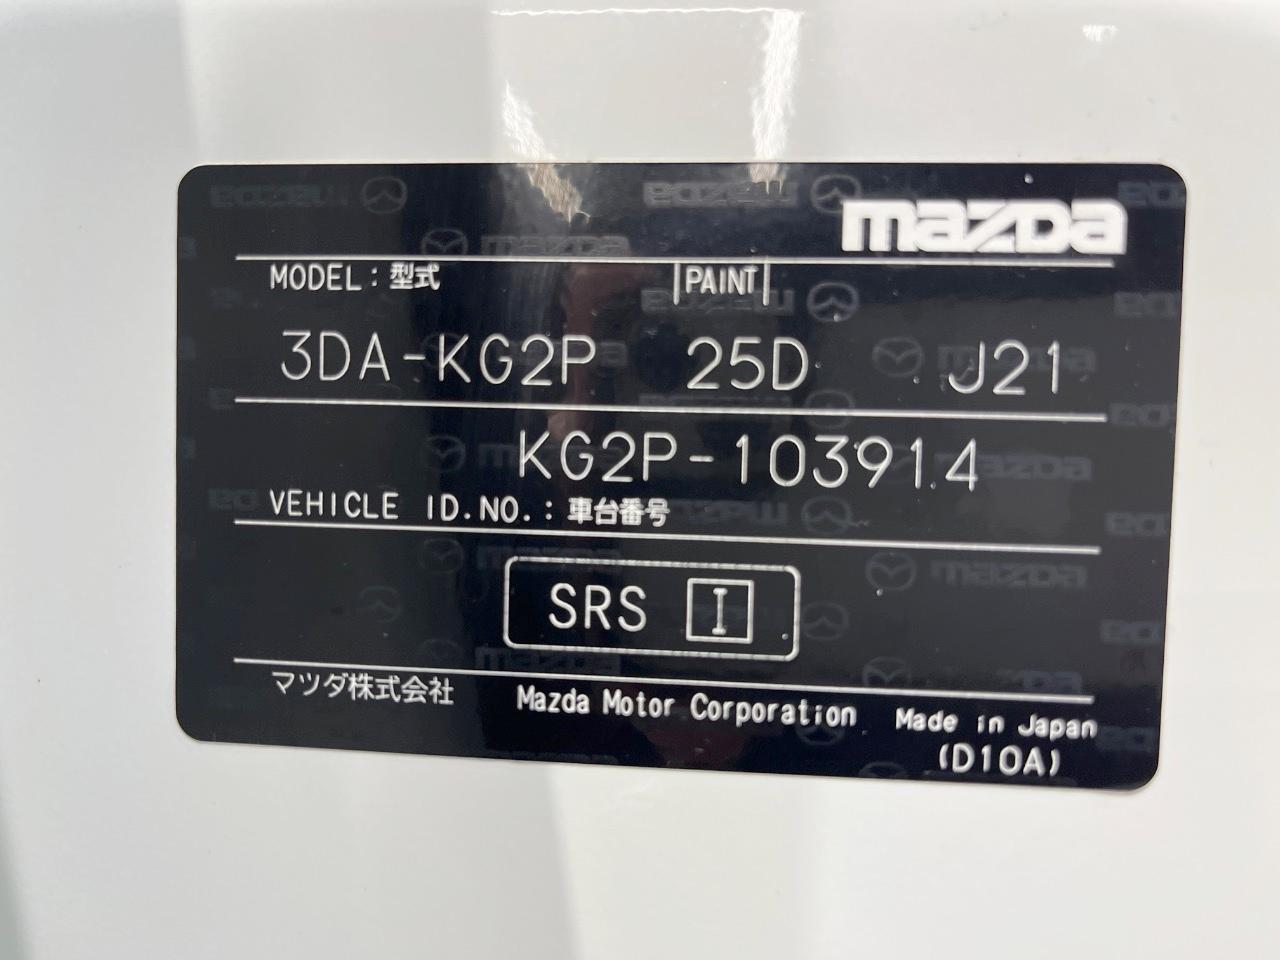 mazda
MODEL : 型式 PAINT
3DA-KG2P 25D J21
KG2P-103914
VEHICLE ID.NO. : 車台番号
SRS I
マツダ株式会社 Mazda Motor Corporation Made in Japan
(D10A)